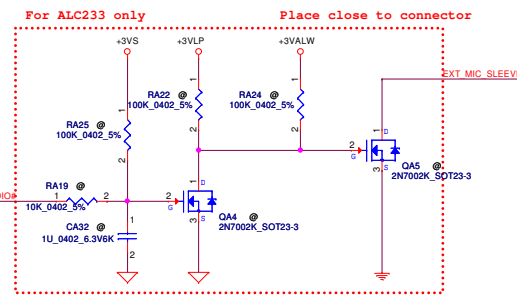 For ALC233 only
Place close to connector
+3VS
+3VLP
+3VALW
EXT_MIC_SLEEV
1
1
1
RA22 @
100K_0402_5%
RA24 @
100K_0402_5%
RA25 @
100K_0402_5%
2
2
2
1
D
2
G
QA5 @
2N7002K_SOT23-3
3
S
RA19 @
1
2
10K_0402_5%
2
G
1
D
QA4 @
2N7002K_SOT23-3
3
S
CA32 @
1U_0402_6.3V6K
1
2